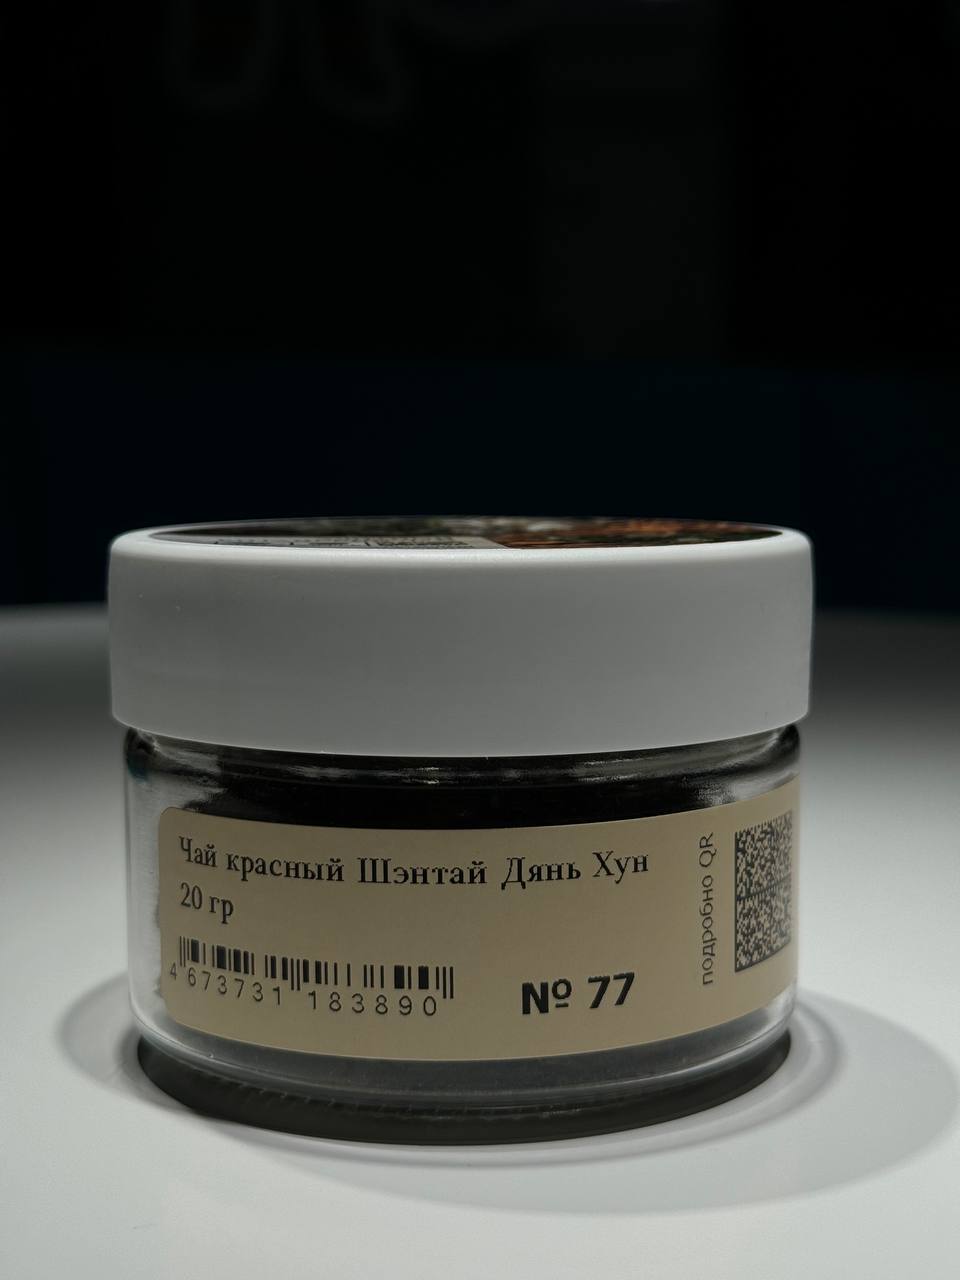 Чай красный Шэнтай Дянь Хун
20 гр
4 673731 183890
№ 77
подробно QR